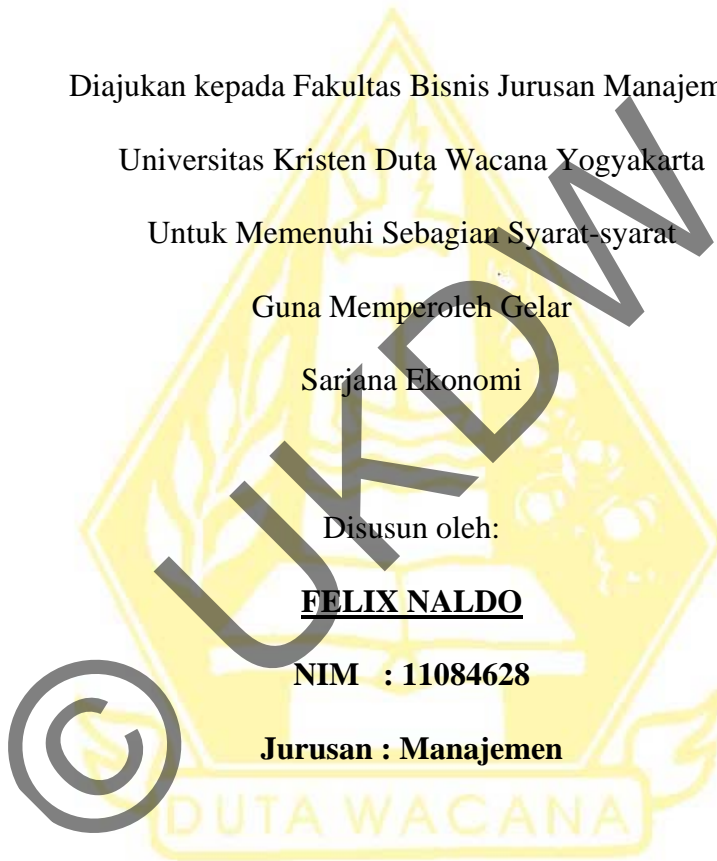 Diajukan kepada Fakultas Bisnis Jurusan Manajem
Universitas Kristen Duta Wacana Yogyakarta
Untuk Memenuhi Sebagian Syarat-syarat
Guna Memperoleh Gelar
Sarjana Ekonomi
Disusun oleh:
FELIX NALDO
NIM : 11084628
Jurusan : Manajemen
DUTA WACANA
© UKDW